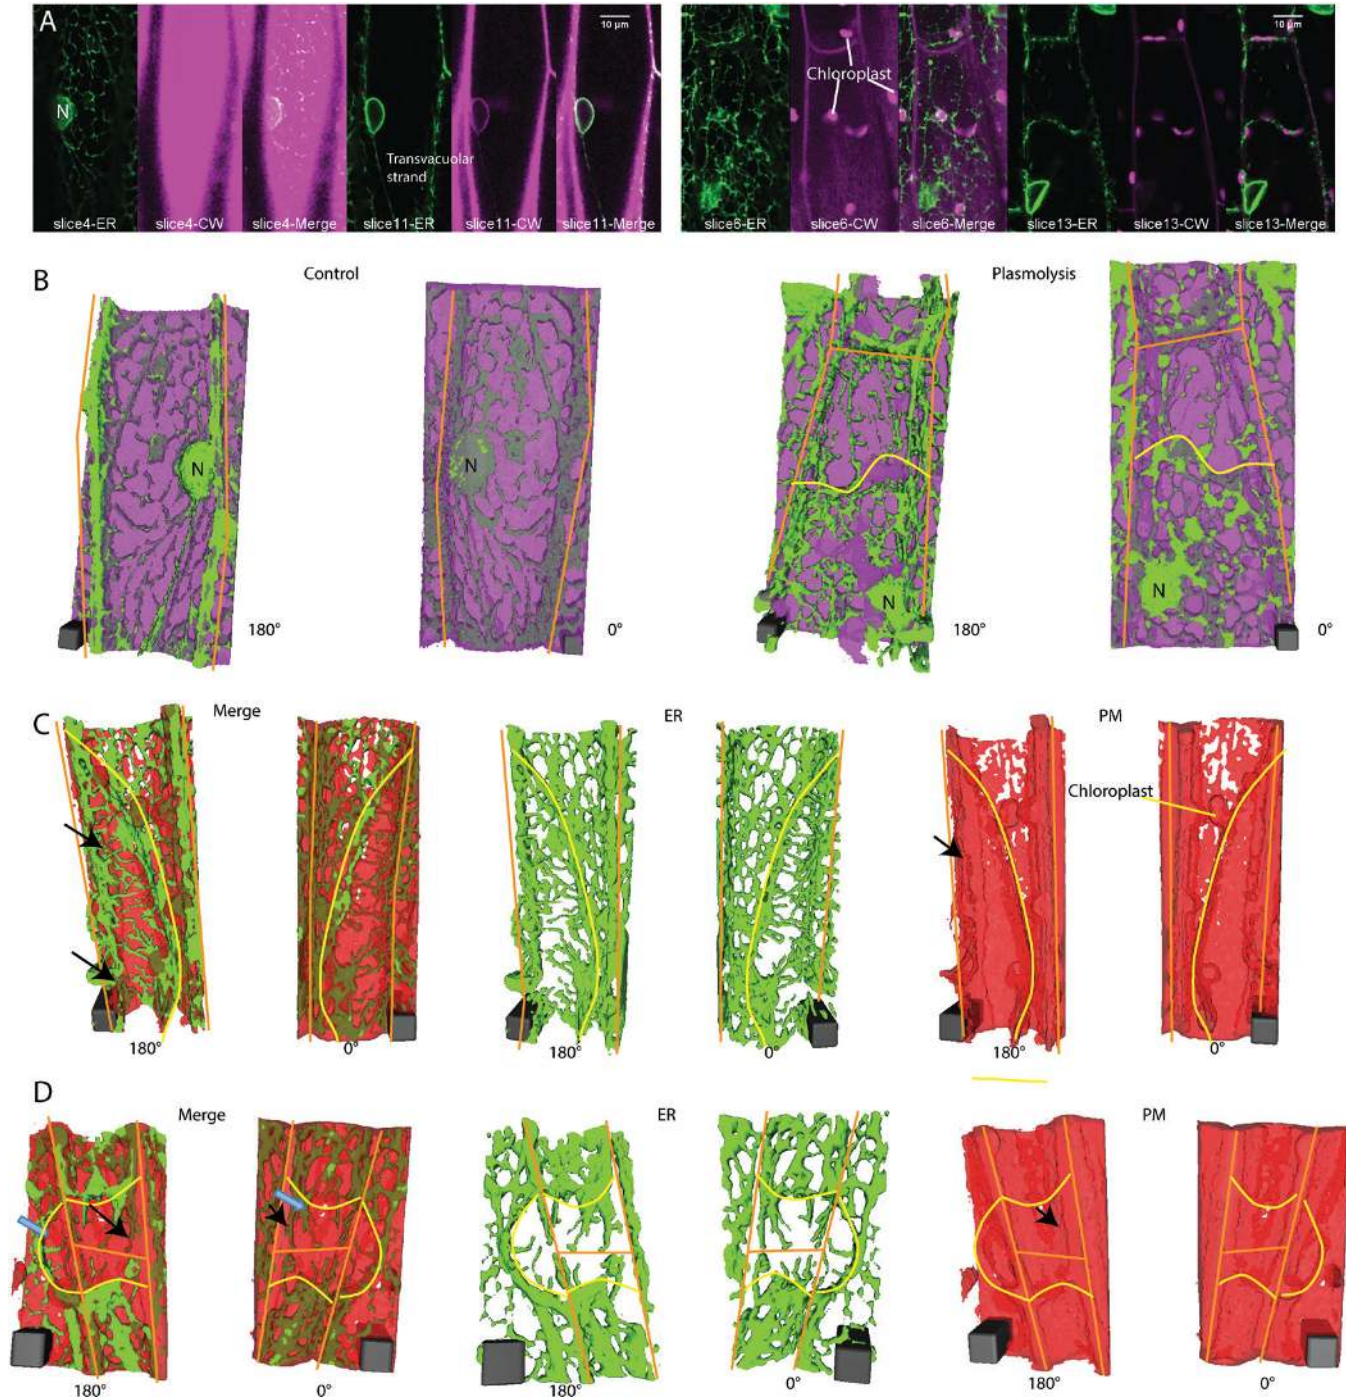 A
10 µm
10 µm
N
Chloroplast
Transvacuolar
strand
slice4-ER slice4-CW slice4-Merge slice11-ER slice11-CW slice11-Merge slice6-ER slice6-CW slice6-Merge slice13-ER slice13-CW slice13-Merge
B
Control
Plasmolysis
N
N
N
N
180°
0°
180°
0°
C
Merge
ER
PM
Chloroplast
180°
0°
180°
0°
180°
0°
D
Merge
ER
PM
180°
0°
180°
0°
180°
0°